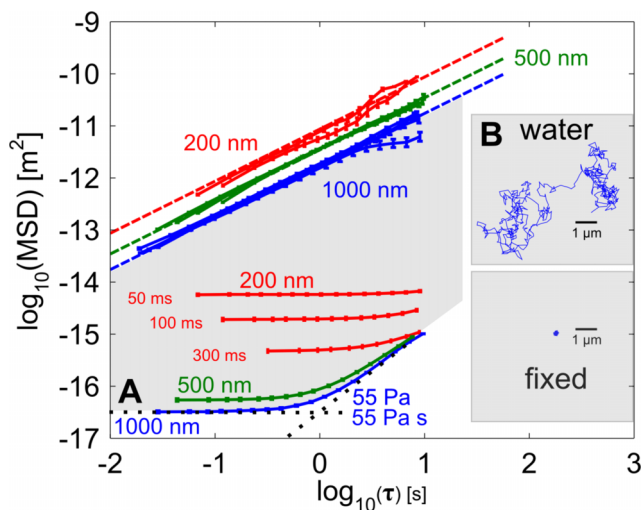 log10(MSD) [m²]
-9
-10
-11
-12
-13
-14
-15
-16
-17
200 nm
500 nm
1000 nm
200 nm
50 ms
100 ms
300 ms
500 nm
A
1000 nm
55 Pa
55 Pa s
B
water
1 µm
1 µm
fixed
-2
-1
0
1
2
3
log10(τ) [s]